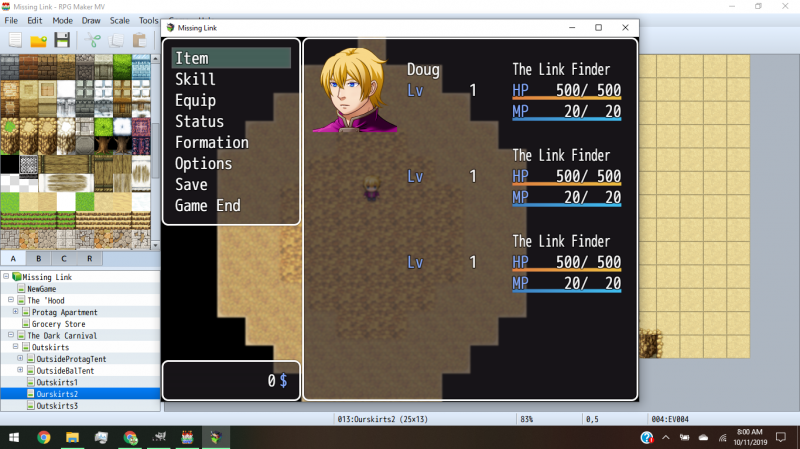 Missing Link - RPG Maker MV
File Edit Mode Draw Scale Tools
Missing Link
Item
Skill
Equip
Status
Formation
Options
Save
Game End
0 $
Doug
Lv 1
The Link Finder
HP 500/ 500
MP 20/ 20
Lv 1
The Link Finder
HP 500/ 500
MP 20/ 20
Lv 1
The Link Finder
HP 500/ 500
MP 20/ 20
A B C R
Missing Link
NewGame
The 'Hood
Protag Apartment
Grocery Store
The Dark Carnival
Outskirts
OutsideProtagTent
OutsideBalTent
Outskirts1
Ourskirts2
Outskirts3
013:Ourskirts2 (25×13)
83%
0,5
004:EV004
8:00 AM
10/11/2019